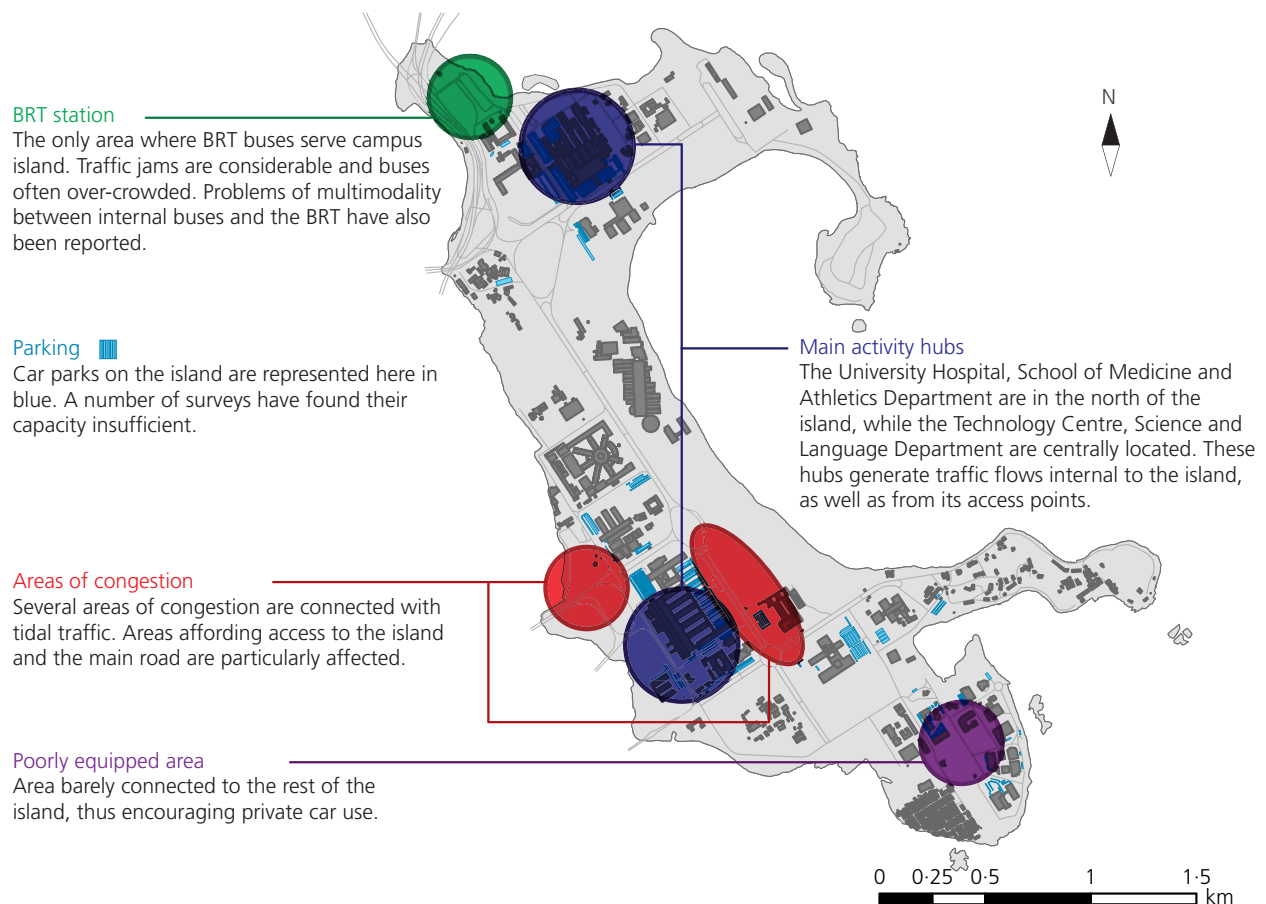 BRT station
The only area where BRT buses serve campus
island. Traffic jams are considerable and buses
often over-crowded. Problems of multimodality
between internal buses and the BRT have also
been reported.
N
Parking
Car parks on the island are represented here in
blue. A number of surveys have found their
capacity insufficient.
Main activity hubs
The University Hospital, School of Medicine and
Athletics Department are in the north of the
island, while the Technology Centre, Science and
Language Department are centrally located. These
hubs generate traffic flows internal to the island,
as well as from its access points.
Areas of congestion
Several areas of congestion are connected with
tidal traffic. Areas affording access to the island
and the main road are particularly affected.
Poorly equipped area
Area barely connected to the rest of the
island, thus encouraging private car use.
0 0·25 0·5 1 1·5
km